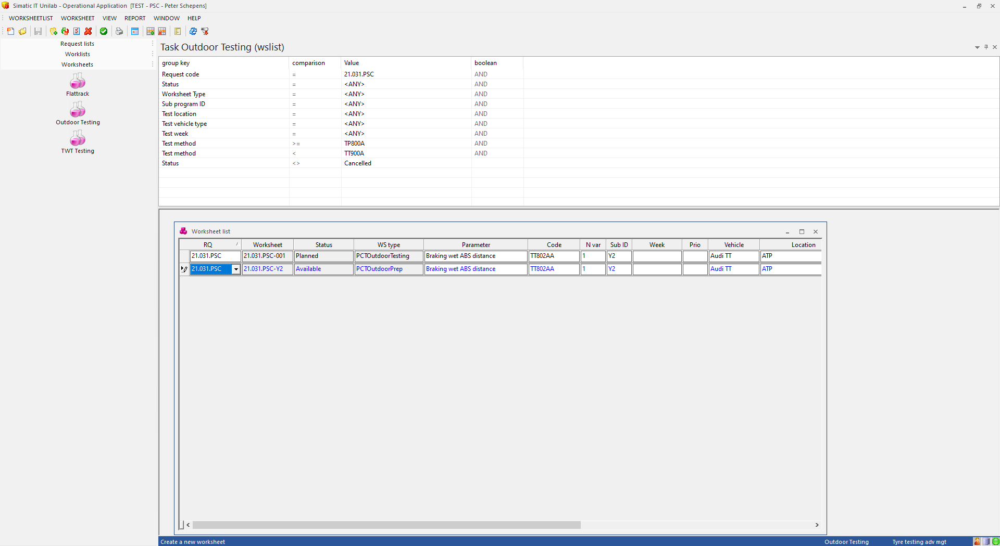 Simatic IT Unilab - Operational Application [TEST - PSC - Peter Schepens]
WORKSHEETLIST WORKSHEET VIEW REPORT WINDOW HELP
Request lists
Worklists
Worksheets
Flattrack
Outdoor Testing
TWT Testing
Task Outdoor Testing (wslist)
group key comparison Value boolean
Request code = 21.031.PSC AND
Status = <ANY> AND
Worksheet Type = <ANY> AND
Sub program ID = <ANY> AND
Test location = <ANY> AND
Test vehicle type = <ANY> AND
Test week = <ANY> AND
Test method >= TP800A AND
Test method < TT900A AND
Status <> Cancelled
Worksheet list
RQ Worksheet Status WS type Parameter Code N var Sub ID Week Prio Vehicle Location
21.031.PSC 21.031.PSC-001 Planned PCTOutdoorTesting Braking wet ABS distance TT802AA 1 Y2 Audi TT ATP
21.031.PSC 21.031.PSC-Y2 Available PCTOutdoorPrep Braking wet ABS distance TT802AA 1 Y2 Audi TT ATP
Create a new worksheet Outdoor Testing Tyre testing adv mgt